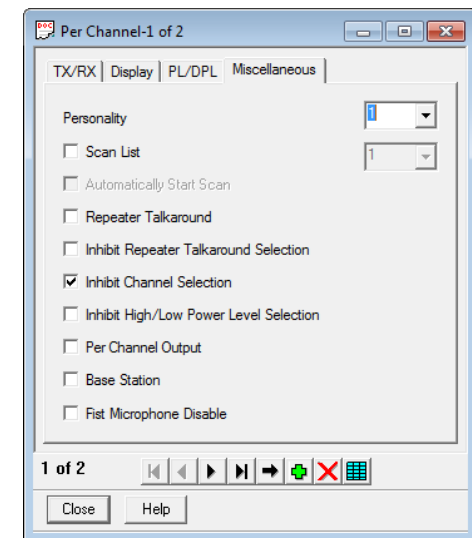 Per Channel-1 of 2
TX/RX Display PL/DPL Miscellaneous
Personality 1
Scan List 1
Automatically Start Scan
Repeater Talkaround
Inhibit Repeater Talkaround Selection
Inhibit Channel Selection
Inhibit High/Low Power Level Selection
Per Channel Output
Base Station
Fist Microphone Disable
1 of 2
Close Help